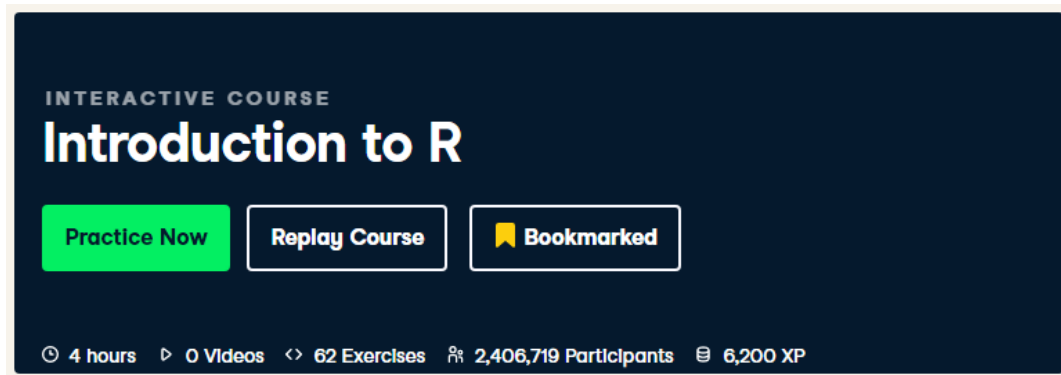 INTERACTIVE COURSE
Introduction to R
Practice Now Replay Course Bookmarked
4 hours 0 Videos 62 Exercises 2,406,719 Participants 6,200 XP